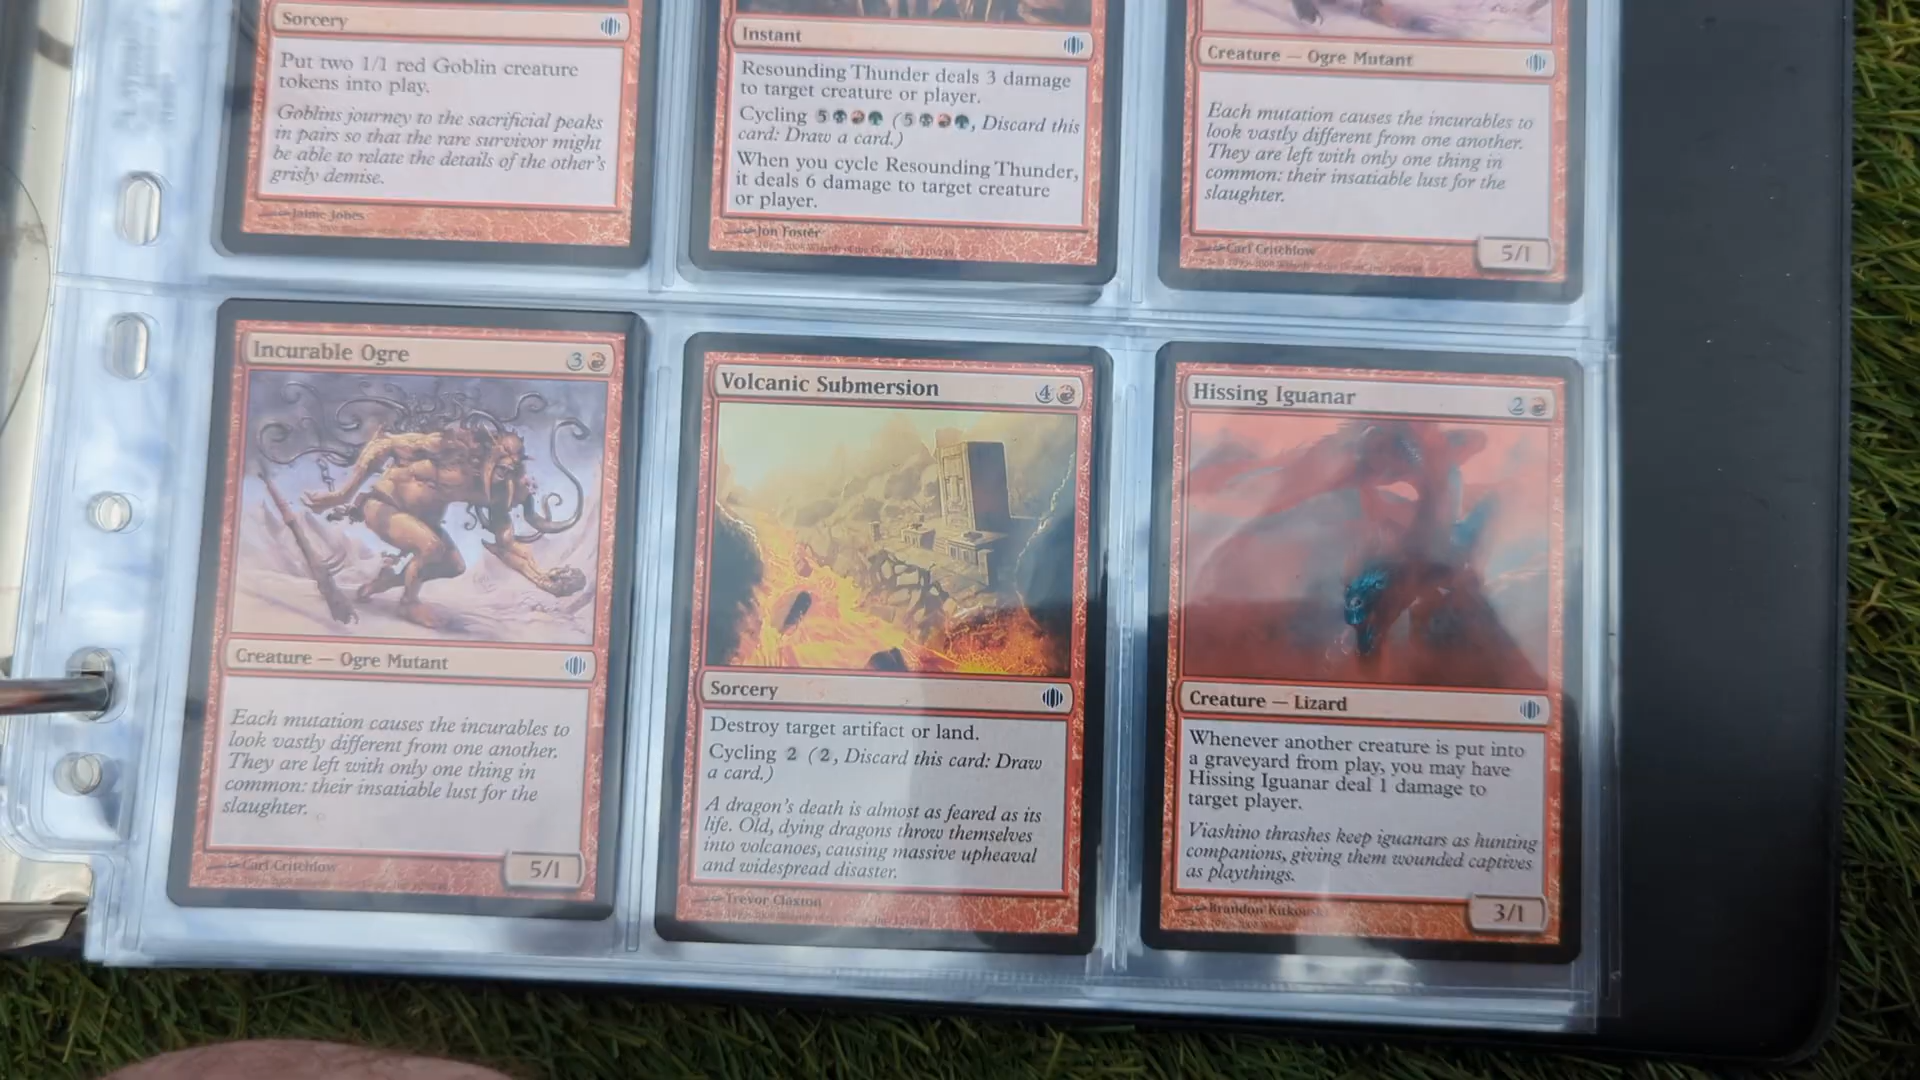 Sorcery
Put two 1/1 red Goblin creature
tokens into play.
Goblins journey to the sacrificial peaks
in pairs so that the rare survivor might
be able to relate the details of the other's
grisly demise.
Jaime Jones
Instant
Resounding Thunder deals 3 damage
to target creature or player.
Cycling 5 (5, Discard this
card: Draw a card.)
When you cycle Resounding Thunder,
it deals 6 damage to target creature
or player.
Jon Foster
Creature — Ogre Mutant
Each mutation causes the incurables to
look vastly different from one another.
They are left with only one thing in
common: their insatiable lust for the
slaughter.
Carl Critchlow
5/1
Incurable Ogre
3
Creature — Ogre Mutant
Each mutation causes the incurables to
look vastly different from one another.
They are left with only one thing in
common: their insatiable lust for the
slaughter.
Carl Critchlow
5/1
Volcanic Submersion
4
Sorcery
Destroy target artifact or land.
Cycling 2 (2, Discard this card: Draw
a card.)
A dragon's death is almost as feared as its
life. Old, dying dragons throw themselves
into volcanoes, causing massive upheaval
and widespread disaster.
Trevor Claxton
Hissing Iguanar
2
Creature — Lizard
Whenever another creature is put into
a graveyard from play, you may have
Hissing Iguanar deal 1 damage to
target player.
Viashino thrashes keep iguanars as hunting
companions, giving them wounded captives
as playthings.
Brandon
3/1